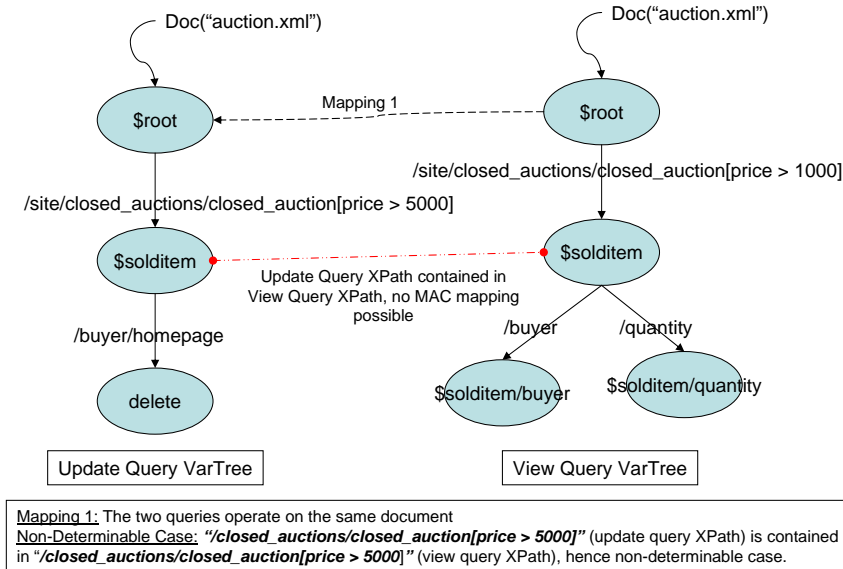 Doc(“auction.xml”)
Doc(“auction.xml”)
$root
Mapping 1
$root
/site/closed_auctions/closed_auction[price > 1000]
/site/closed_auctions/closed_auction[price > 5000]
$solditem
$solditem
Update Query XPath contained in
View Query XPath, no MAC mapping
possible
/buyer/homepage
/buyer
/quantity
delete
$solditem/buyer
$solditem/quantity
Update Query VarTree
View Query VarTree
Mapping 1: The two queries operate on the same document
Non-Determinable Case: “/closed_auctions/closed_auction[price > 5000]” (update query XPath) is contained
in “/closed_auctions/closed_auction[price > 5000]” (view query XPath), hence non-determinable case.